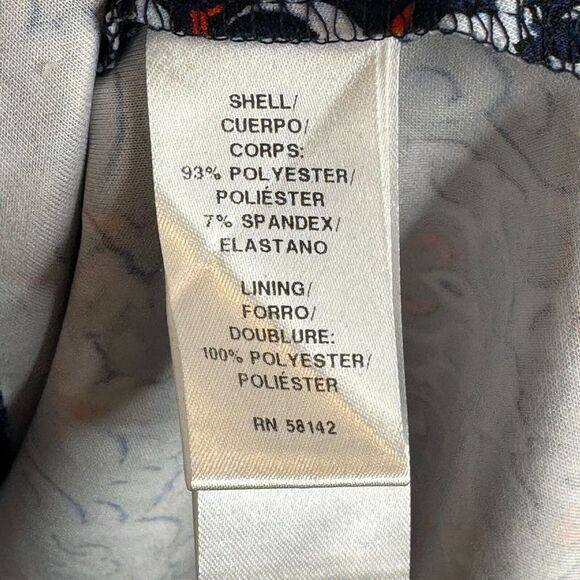 SHELL/
CUERPO/
CORPS:
93% POLYESTER/
POLIÉSTER
7% SPANDEX/
ELASTANO
LINING/
FORRO/
DOUBLURE:
100% POLYESTER/
POLIÉSTER
RN 58142